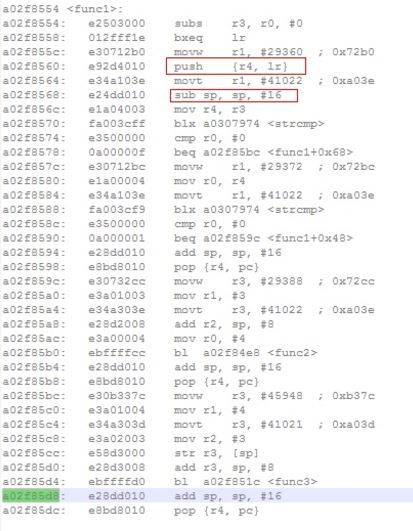 a02f8554 <func1>:
a02f8554: e2503000 subs r3, r0, #0
a02f8558: 012fff1e bxeq lr
a02f855c: e30712b0 movw r1, #29360 ; 0x72b0
a02f8560: e92d4010 push {r4, lr}
a02f8564: e34a103e movt r1, #41022 ; 0xa03e
a02f8568: e24dd010 sub sp, sp, #16
a02f856c: e1a04003 mov r4, r3
a02f8570: fa003cff blx a0307974 <strcmp>
a02f8574: e3500000 cmp r0, #0
a02f8578: 0a00000f beq a02f85bc <func1+0x68>
a02f857c: e30712bc movw r1, #29372 ; 0x72bc
a02f8580: e1a00004 mov r0, r4
a02f8584: e34a103e movt r1, #41022 ; 0xa03e
a02f8588: fa003cf9 blx a0307974 <strcmp>
a02f858c: e3500000 cmp r0, #0
a02f8590: 0a000001 beq a02f859c <func1+0x48>
a02f8594: e28dd010 add sp, sp, #16
a02f8598: e8bd8010 pop {r4, pc}
a02f859c: e30732cc movw r3, #29388 ; 0x72cc
a02f85a0: e3a01003 mov r1, #3
a02f85a4: e34a303e movt r3, #41022 ; 0xa03e
a02f85a8: e28d2008 add r2, sp, #8
a02f85ac: e3a00004 mov r0, #4
a02f85b0: ebffffcc bl a02f84e8 <func2>
a02f85b4: e28dd010 add sp, sp, #16
a02f85b8: e8bd8010 pop {r4, pc}
a02f85bc: e30b337c movw r3, #45948 ; 0xb37c
a02f85c0: e3a01004 mov r1, #4
a02f85c4: e34a303d movt r3, #41021 ; 0xa03d
a02f85c8: e3a02003 mov r2, #3
a02f85cc: e58d3000 str r3, [sp]
a02f85d0: e28d3008 add r3, sp, #8
a02f85d4: ebffffd0 bl a02f851c <func3>
a02f85d8: e28dd010 add sp, sp, #16
a02f85dc: e8bd8010 pop {r4, pc}